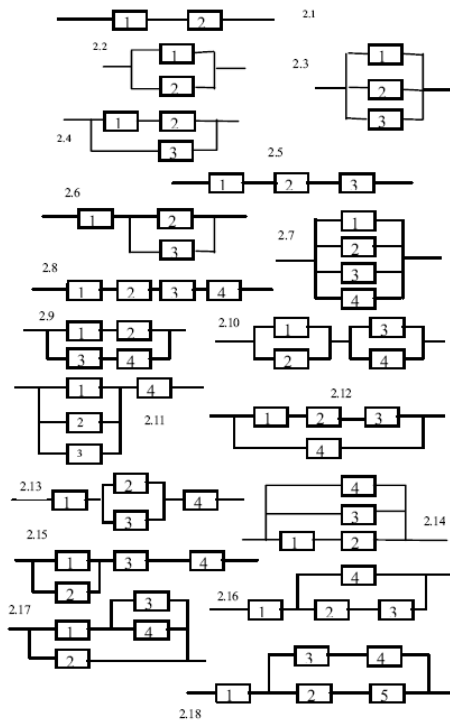 1 2 2.1
2.2 1 2
2.3 1 2 3
2.4 1 2 3
2.5
1 2 3
2.6
1 2 3
2.7 1 2 3 4
2.8
1 2 3 4
2.9
1 2 3 4
2.10 1 2 3 4
1 2 3 4 2.11
2.12
1 2 3 4
2.13 1 2 3 4
4 3 1 2 2.14
2.15
1 2 3 4
2.16 1 4 2 3
2.17
1 2 3 4
1 3 4 2 5
2.18